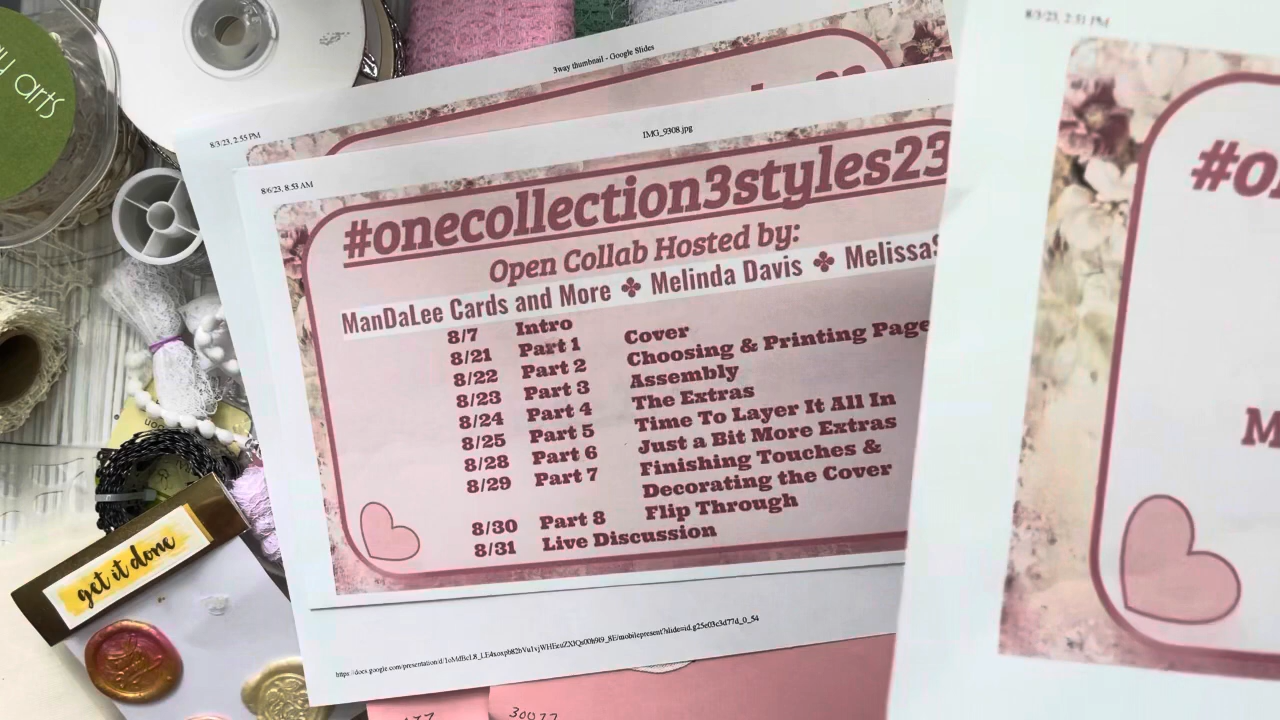 8/3/23, 2:51 PM
3way thumbnail - Google Slides
8/3/23, 2:55 PM
IMG_9308.jpg
8/6/23, 8:53 AM
#onecollection3styles23
Open Collab Hosted by:
ManDaLee Cards and More ✤ Melinda Davis ✤ Melissa
8/7 Intro
8/21 Part 1 Cover
8/22 Part 2 Choosing & Printing Page
8/23 Part 3 Assembly
8/24 Part 4 The Extras
8/25 Part 5 Time To Layer It All In
8/28 Part 6 Just a Bit More Extras
8/29 Part 7 Finishing Touches &
Decorating the Cover
8/30 Part 8 Flip Through
8/31 Live Discussion
arts
get it done
#o
M
30077